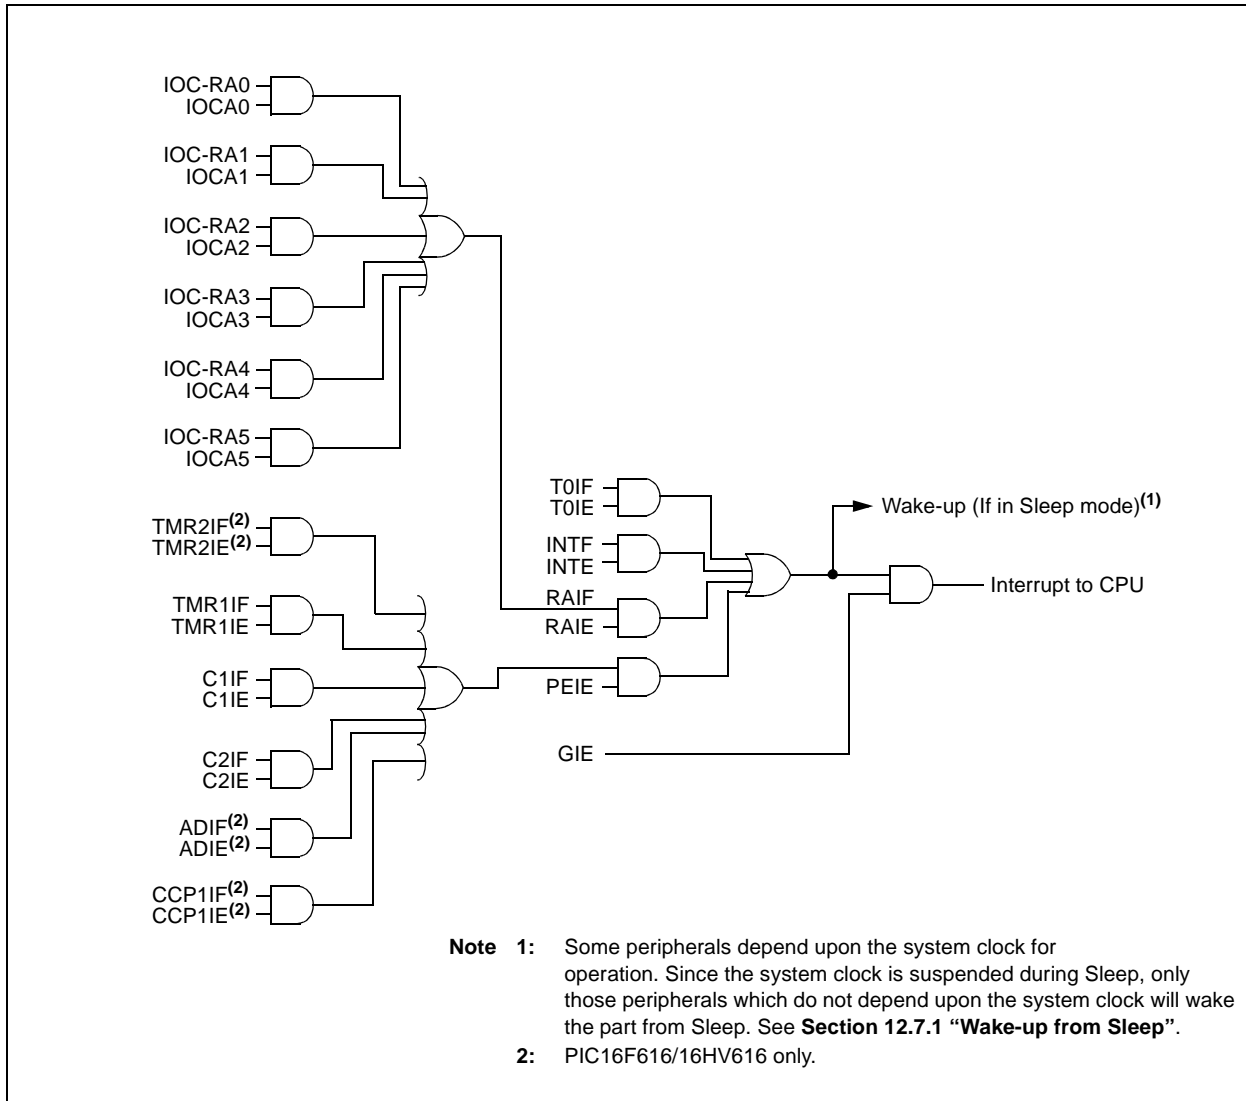 IOC-RA0
IOCA0
IOC-RA1
IOCA1
IOC-RA2
IOCA2
IOC-RA3
IOCA3
IOC-RA4
IOCA4
IOC-RA5
IOCA5
TMR2IF(2)
TMR2IE(2)
TMR1IF
TMR1IE
C1IF
C1IE
C2IF
C2IE
ADIF(2)
ADIE(2)
CCP1IF(2)
CCP1IE(2)
T0IF
T0IE
INTF
INTE
RAIF
RAIE
PEIE
GIE
Wake-up (If in Sleep mode)(1)
Interrupt to CPU
Note 1: Some peripherals depend upon the system clock for
operation. Since the system clock is suspended during Sleep, only
those peripherals which do not depend upon the system clock will wake
the part from Sleep. See Section 12.7.1 “Wake-up from Sleep”.
2: PIC16F616/16HV616 only.